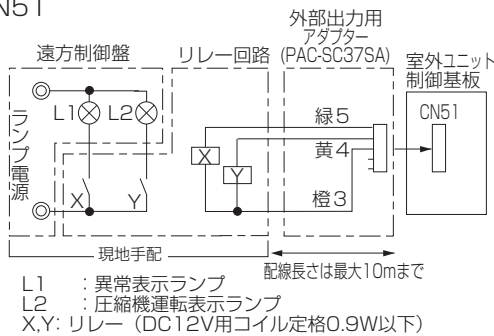 CN51
外部出力用
アダプター
(PAC-SC37SA)
遠方制御盤
リレー回路
室外ユニット
制御基板
ランプ電源
L1
L2
緑5
CN51
X
黄4
Y
X
Y
橙3
現地手配
配線長さは最大10mまで
L1 :異常表示ランプ
L2 :圧縮機運転表示ランプ
X,Y: リレー(DC12V用コイル定格0.9W以下)